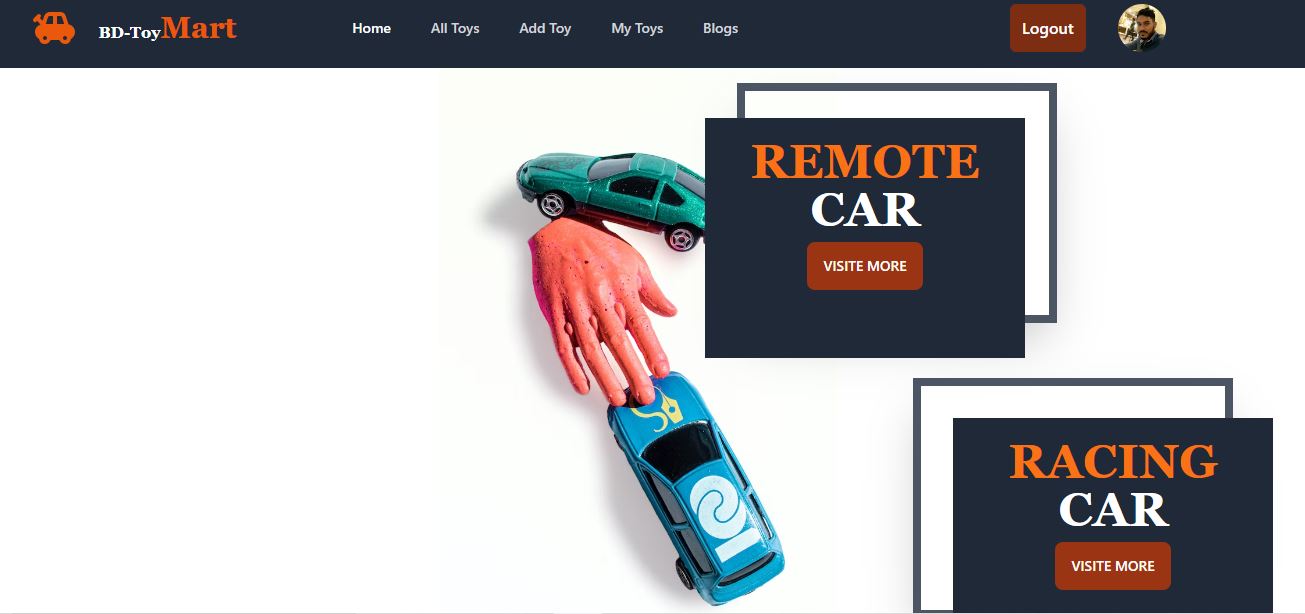 BD-ToyMart
Home
All Toys
Add Toy
My Toys
Blogs
Logout
REMOTE
CAR
VISITE MORE
RACING
CAR
VISITE MORE